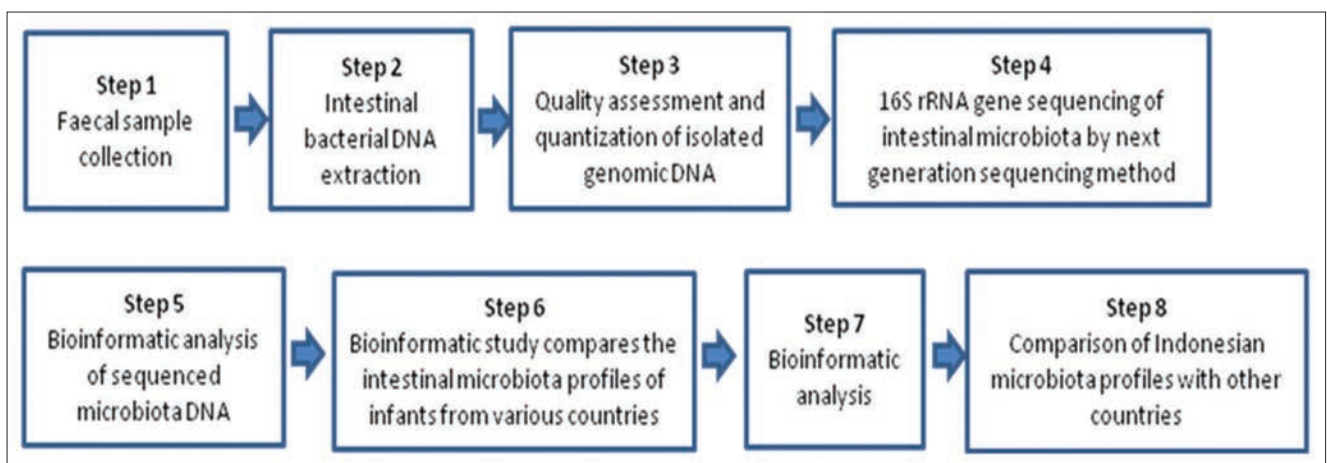 Step 1
Faecal sample
collection
Step 2
Intestinal
bacterial DNA
extraction
Step 3
Quality assessment and
quantization of isolated
genomic DNA
Step 4
16S rRNA gene sequencing of
intestinal microbiota by next
generation sequencing method
Step 5
Bioinformatic analysis
of sequenced
microbiota DNA
Step 6
Bioinformatic study compares the
intestinal microbiota profiles of
infants from various countries
Step 7
Bioinformatic
analysis
Step 8
Comparison of Indonesian
microbiota profiles with other
countries